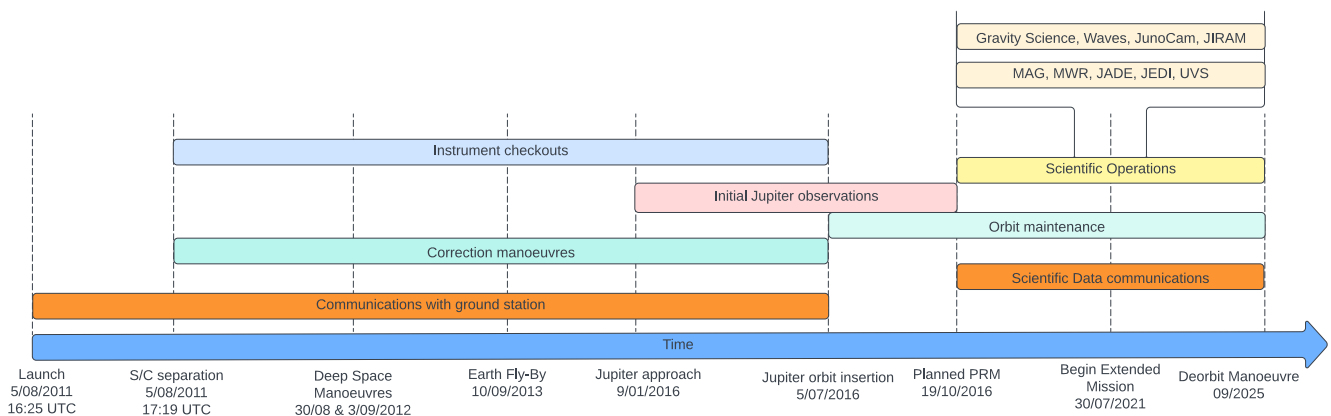 Gravity Science, Waves, JunoCam, JIRAM
MAG, MWR, JADE, JEDI, UVS
Instrument checkouts
Scientific Operations
Initial Jupiter observations
Orbit maintenance
Correction manoeuvres
Scientific Data communications
Communications with ground station
Time
Launch
5/08/2011
16:25 UTC
S/C separation
5/08/2011
17:19 UTC
Deep Space
Manoeuvres
30/08 & 3/09/2012
Earth Fly-By
10/09/2013
Jupiter approach
9/01/2016
Jupiter orbit insertion
5/07/2016
Planned PRM
19/10/2016
Begin Extended
Mission
30/07/2021
Deorbit Manoeuvre
09/2025